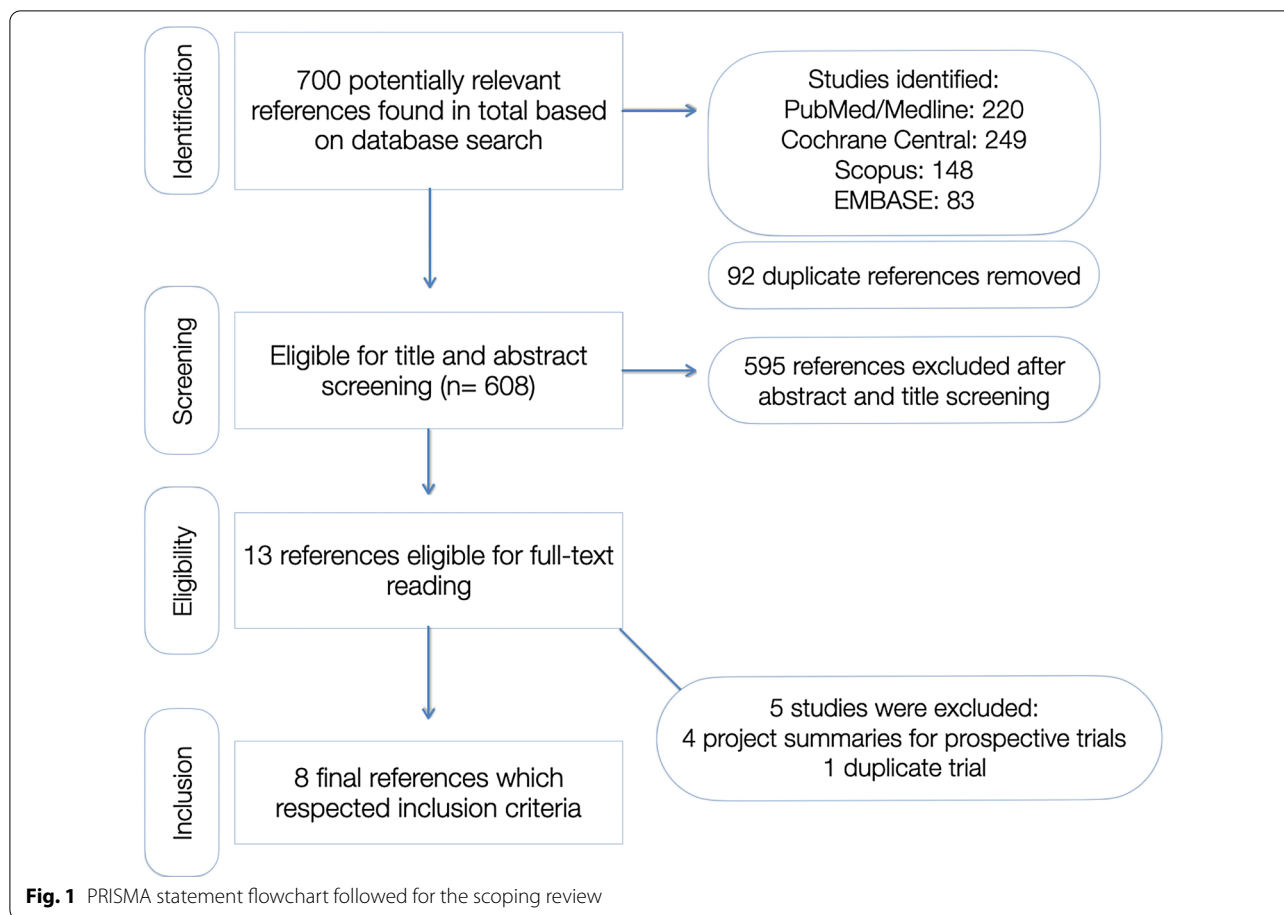 Identification
700 potentially relevant
references found in total based
on database search
Studies identified:
PubMed/Medline: 220
Cochrane Central: 249
Scopus: 148
EMBASE: 83
92 duplicate references removed
Screening
Eligible for title and abstract
screening (n= 608)
595 references excluded after
abstract and title screening
Eligibility
13 references eligible for full-text
reading
5 studies were excluded:
4 project summaries for prospective trials
1 duplicate trial
Inclusion
8 final references which
respected inclusion criteria
Fig. 1 PRISMA statement flowchart followed for the scoping review